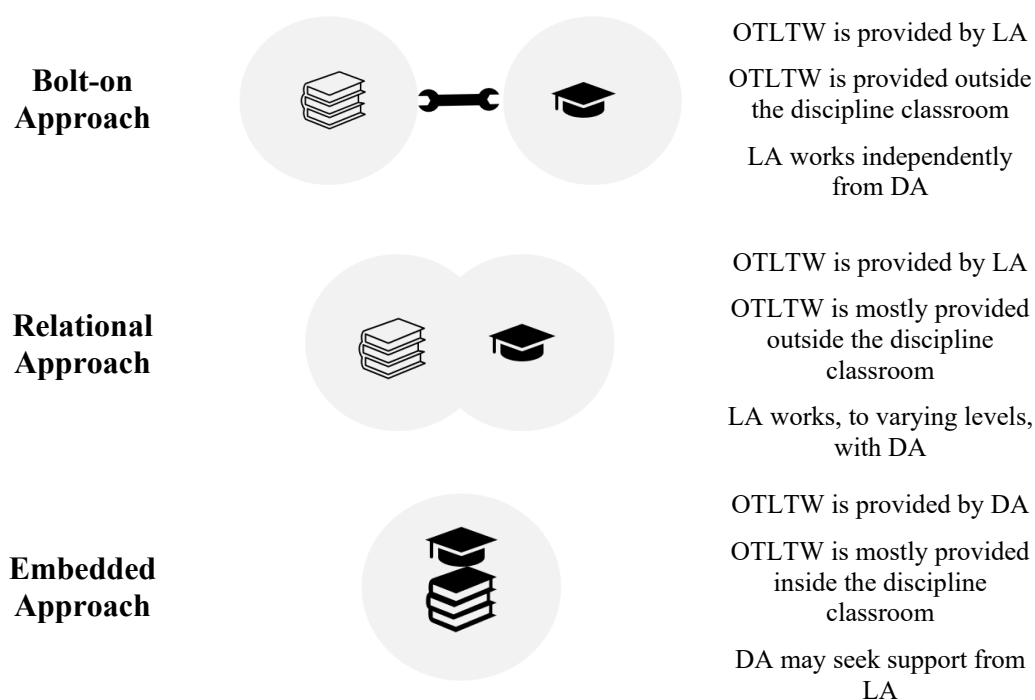 Bolt-on
Approach
OTLTW is provided by LA
OTLTW is provided outside
the discipline classroom
LA works independently
from DA
Relational
Approach
OTLTW is provided by LA
OTLTW is mostly provided
outside the discipline
classroom
LA works, to varying levels,
with DA
Embedded
Approach
OTLTW is provided by DA
OTLTW is mostly provided
inside the discipline
classroom
DA may seek support from
LA